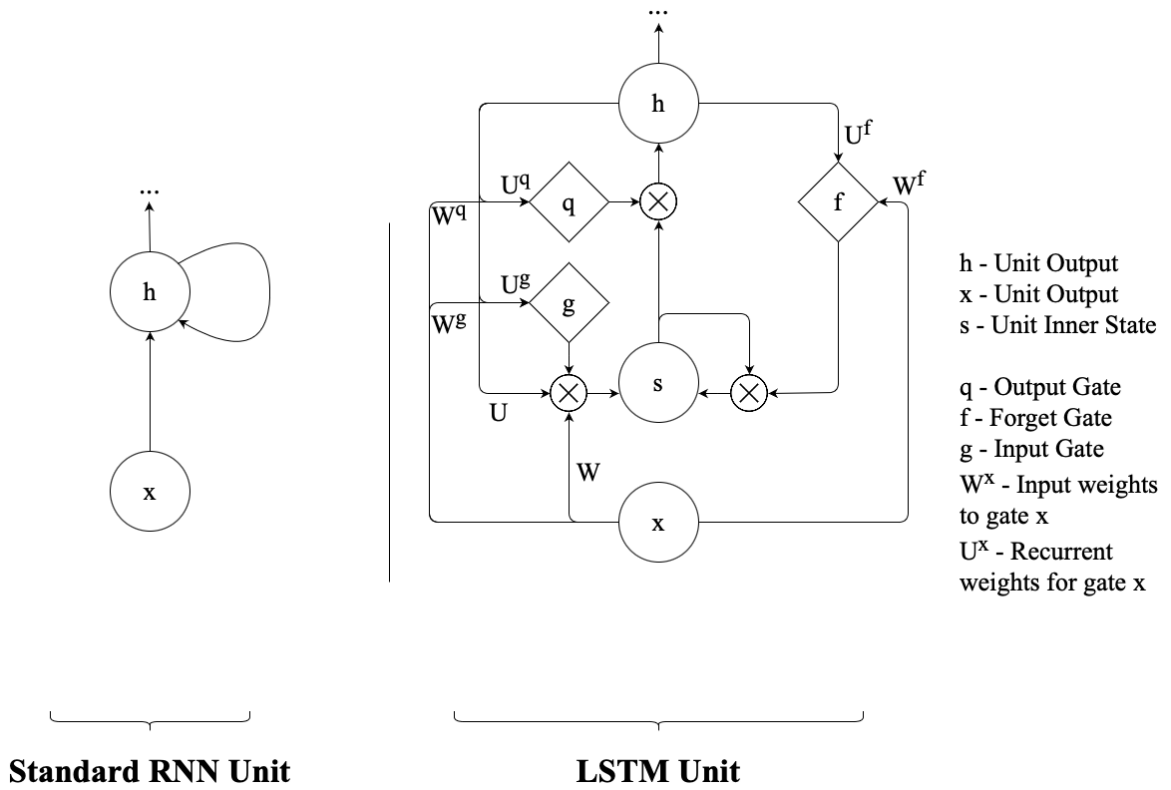 ...
h
x
Standard RNN Unit
...
h
U^f
U^q
q
f
W^f
W^q
U^g
g
W^g
s
U
W
x
LSTM Unit
h - Unit Output
x - Unit Output
s - Unit Inner State
q - Output Gate
f - Forget Gate
g - Input Gate
W^x - Input weights
to gate x
U^x - Recurrent
weights for gate x